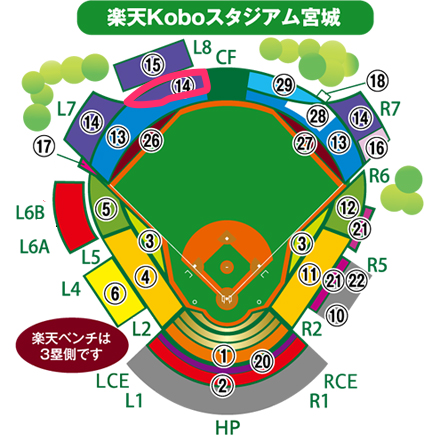 楽天Koboスタジアム宮城
L8
CF
⑮
⑭
㉙
⑱
L7
⑭
⑬
㉖
㉗
㉘
⑬
⑭
R7
⑯
⑰
R6
L6B
L6A
⑤
③
③
⑫
㉑
L5
L4
⑥
④
⑪
㉑
㉒
R5
⑩
L2
R2
楽天ベンチは
3塁側です
①
⑳
②
LCE
RCE
L1
R1
HP